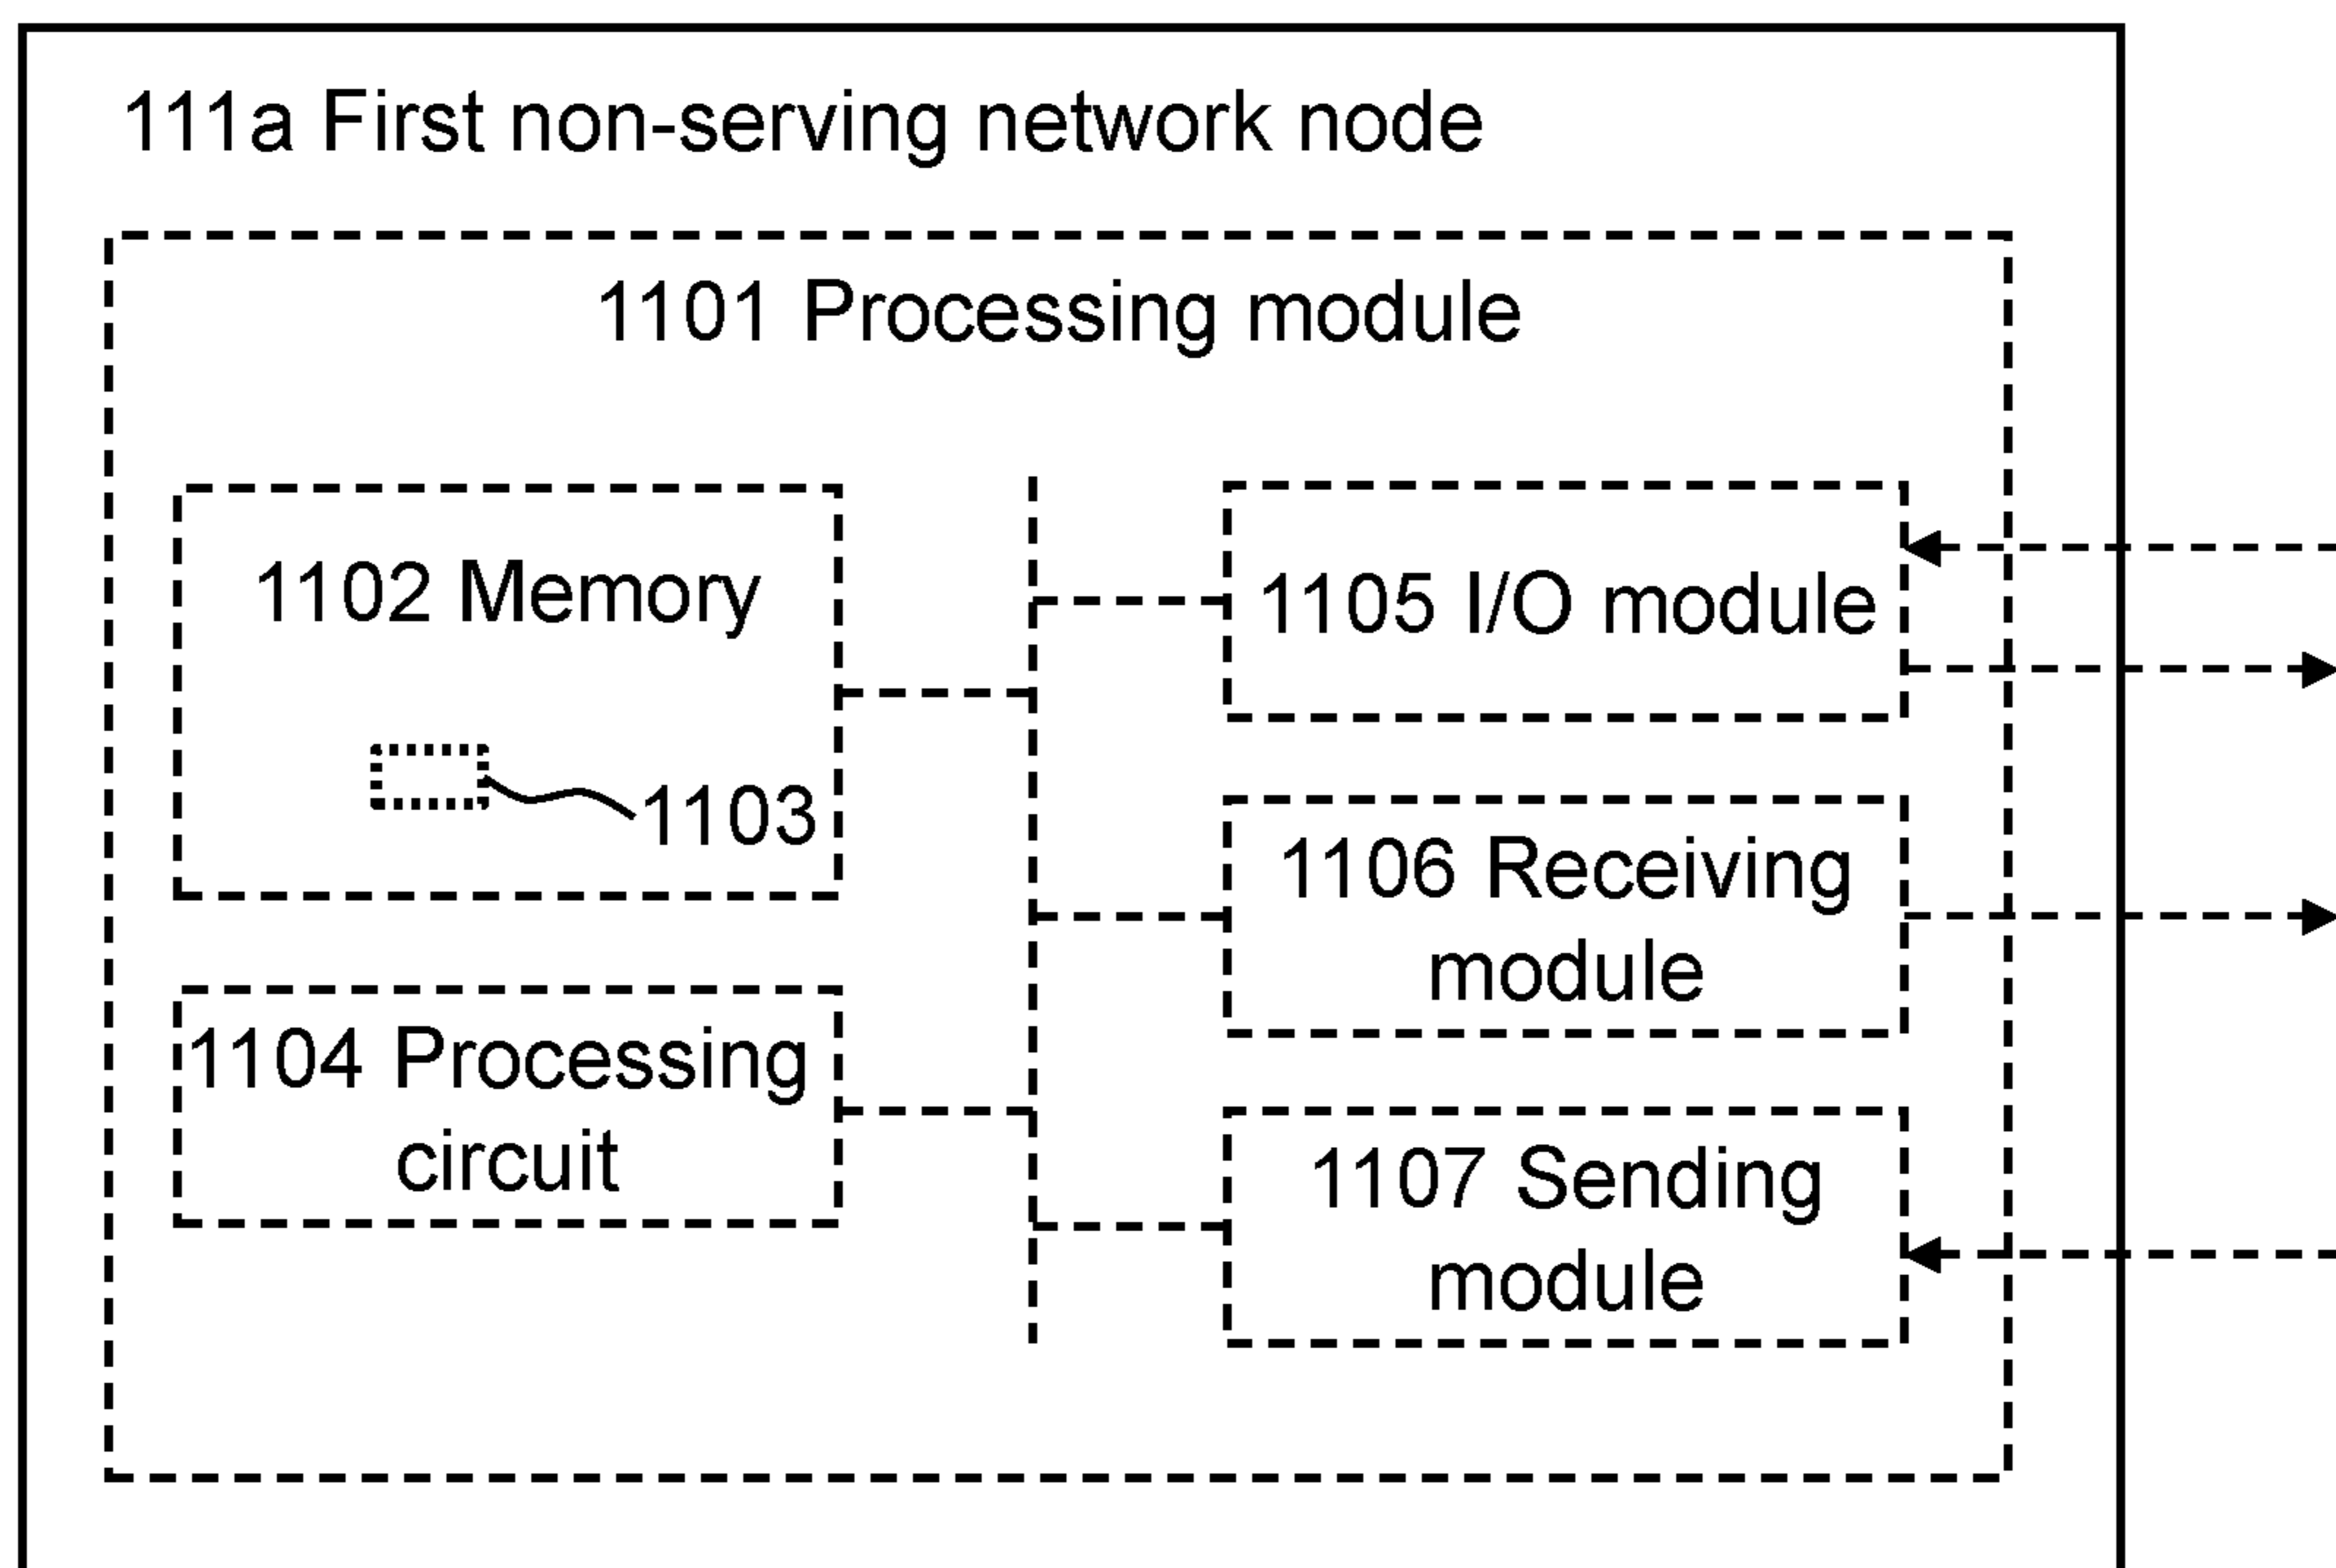 111a First non-serving network node
1101 Processing module
1102 Memory
1103
1104 Processing
circuit
1105 I/O module
1106 Receiving
module
1107 Sending
module